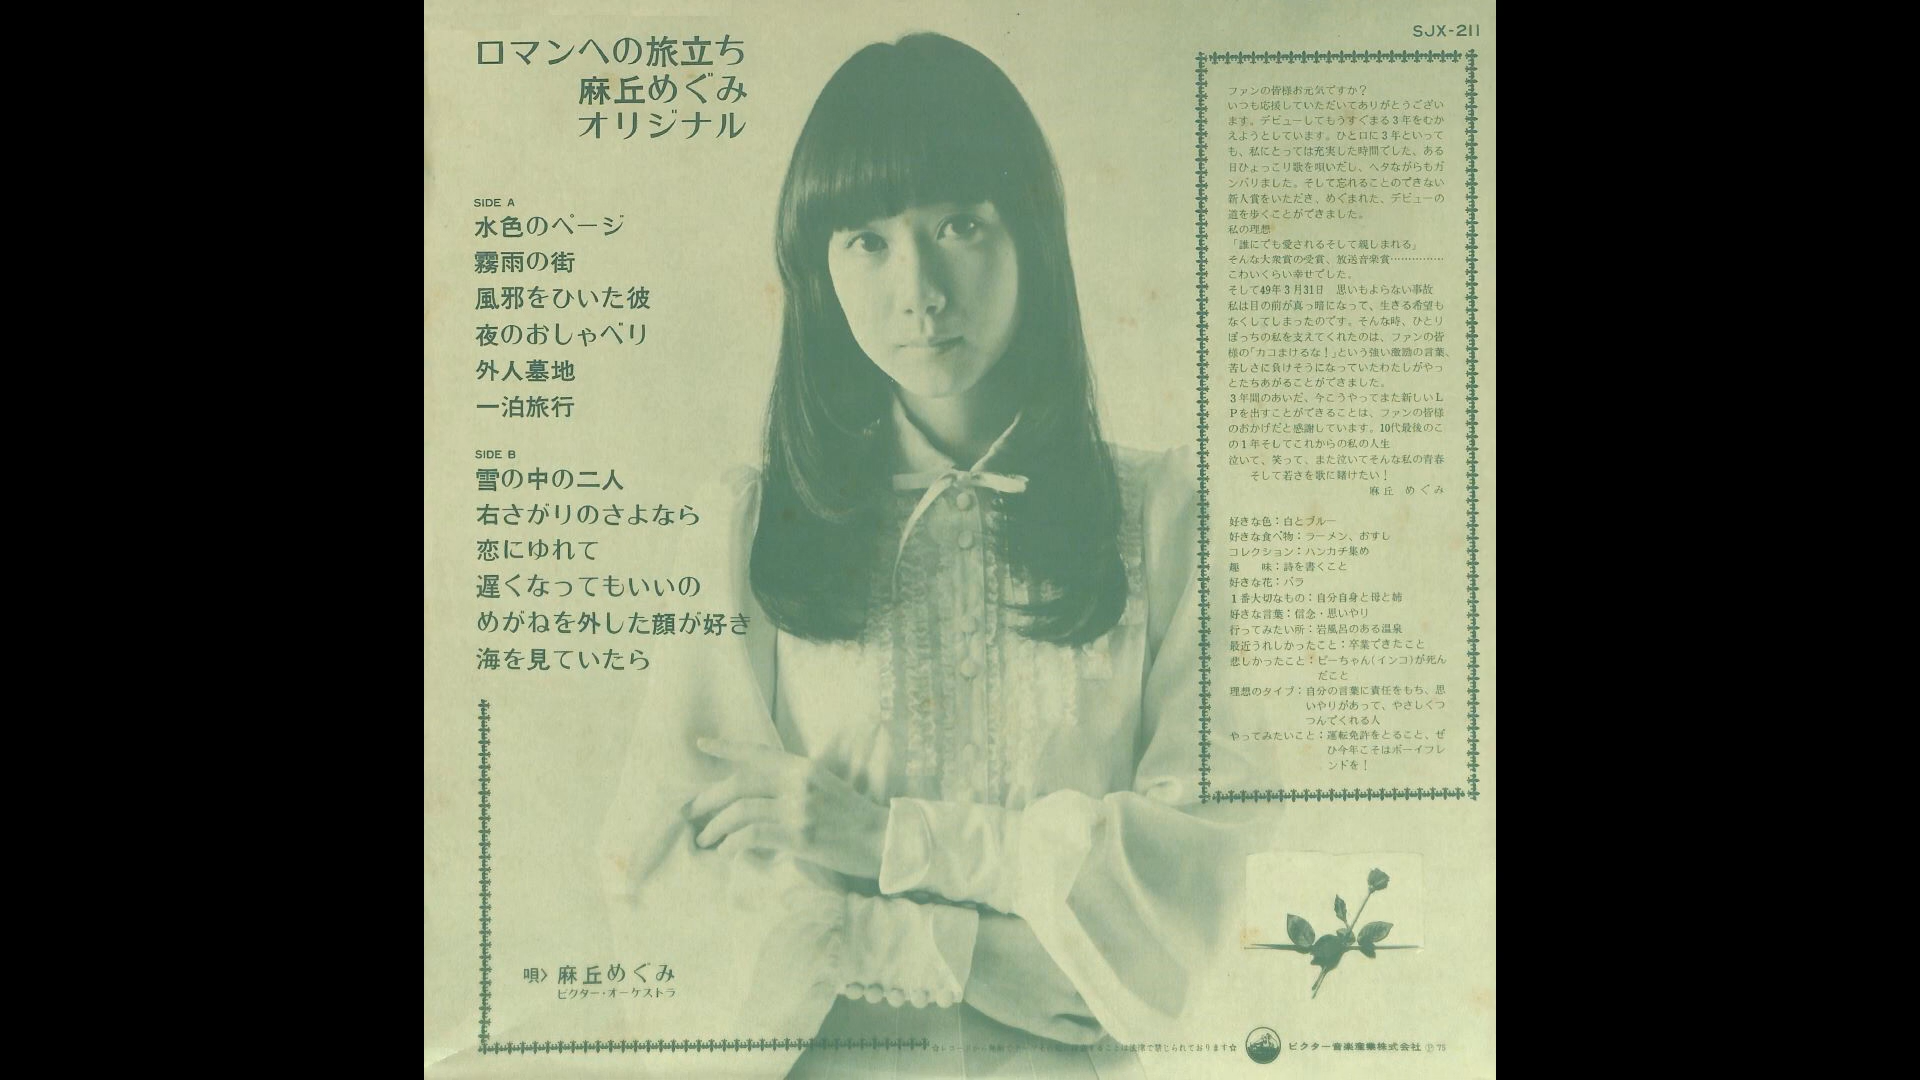 SJX-211
ロマンへの旅立ち
麻丘めぐみ
オリジナル
SIDE A
水色のページ
霧雨の街
風邪をひいた彼
夜のおしゃべり
外人墓地
一泊旅行
SIDE B
雪の中の二人
右さがりのさよなら
恋にゆれて
遅くなってもいいの
めがねを外した顔が好き
海を見ていたら
唄〉麻丘めぐみ
ビクター・オーケストラ
ファンの皆様お元気ですか？
いつも応援していただいてありがとうござい
ます。デビューしてもうすぐまる3年をむか
えようとしています。ひと口に3年といって
も、私にとっては充実した時間でした、ある
日ひょっこり歌を唄いだし、ヘタながらもガ
ンバリました。そして忘れることのできない
新人賞をいただき、めぐまれた、デビューの
道を歩くことができました。
私の理想
「誰にでも愛されるそして親しまれる」
そんな大衆賞の受賞、放送音楽賞……………
こわいくらい幸せでした。
そして49年3月31日　思いもよらない事故
私は目の前が真っ暗になって、生きる希望も
なくしてしまったのです。そんな時、ひとり
ぼっちの私を支えてくれたのは、ファンの皆
様の「カコまけるな！」という強い激励の言葉、
苦しさに負けそうになっていたわたしがやっ
とたちあがることができました。
3年間のあいだ、今こうやってまた新しいL
Pを出すことができることは、ファンの皆様
のおかげだと感謝しています。10代最後のこ
の1年そしてこれからの私の人生
泣いて、笑って、また泣いてそんな私の青春
そして若さを歌に賭けたい！
麻丘　めぐみ
好きな色：白とブルー
好きな食べ物：ラーメン、おすし
コレクション：ハンカチ集め
趣　　味：詩を書くこと
好きな花：バラ
1番大切なもの：自分自身と母と姉
好きな言葉：信念・思いやり
行ってみたい所：岩風呂のある温泉
最近うれしかったこと：卒業できたこと
悲しかったこと：ピーちゃん（インコ）が死ん
だこと
理想のタイプ：自分の言葉に責任をもち、思
いやりがあって、やさしくつ
つんでくれる人
やってみたいこと：運転免許をとること、ぜ
ひ今年こそはボーイフレ
ンドを！
ビクター音楽産業株式会社 Ⓟ 75